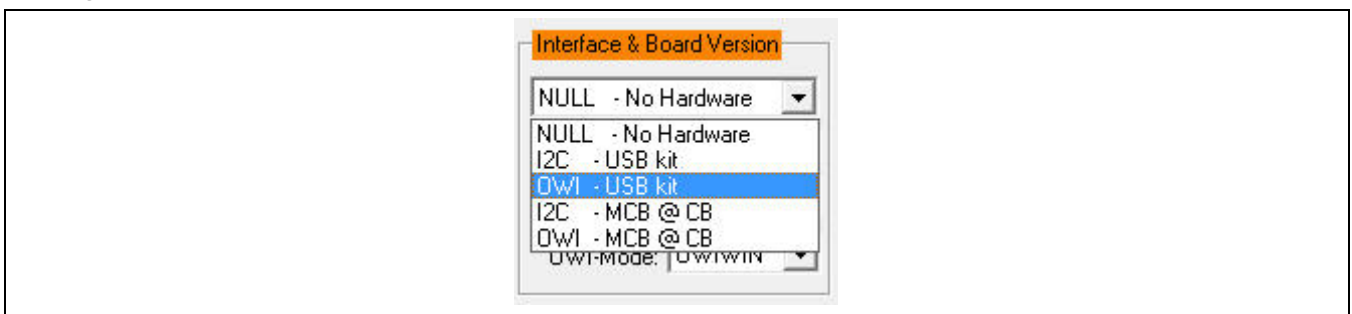 Interface & Board Version
NULL - No Hardware
NULL - No Hardware
I2C - USB kit
OWI - USB kit
I2C - MCB @ CB
OWI - MCB @ CB
OWI-Mode: OWIWIN